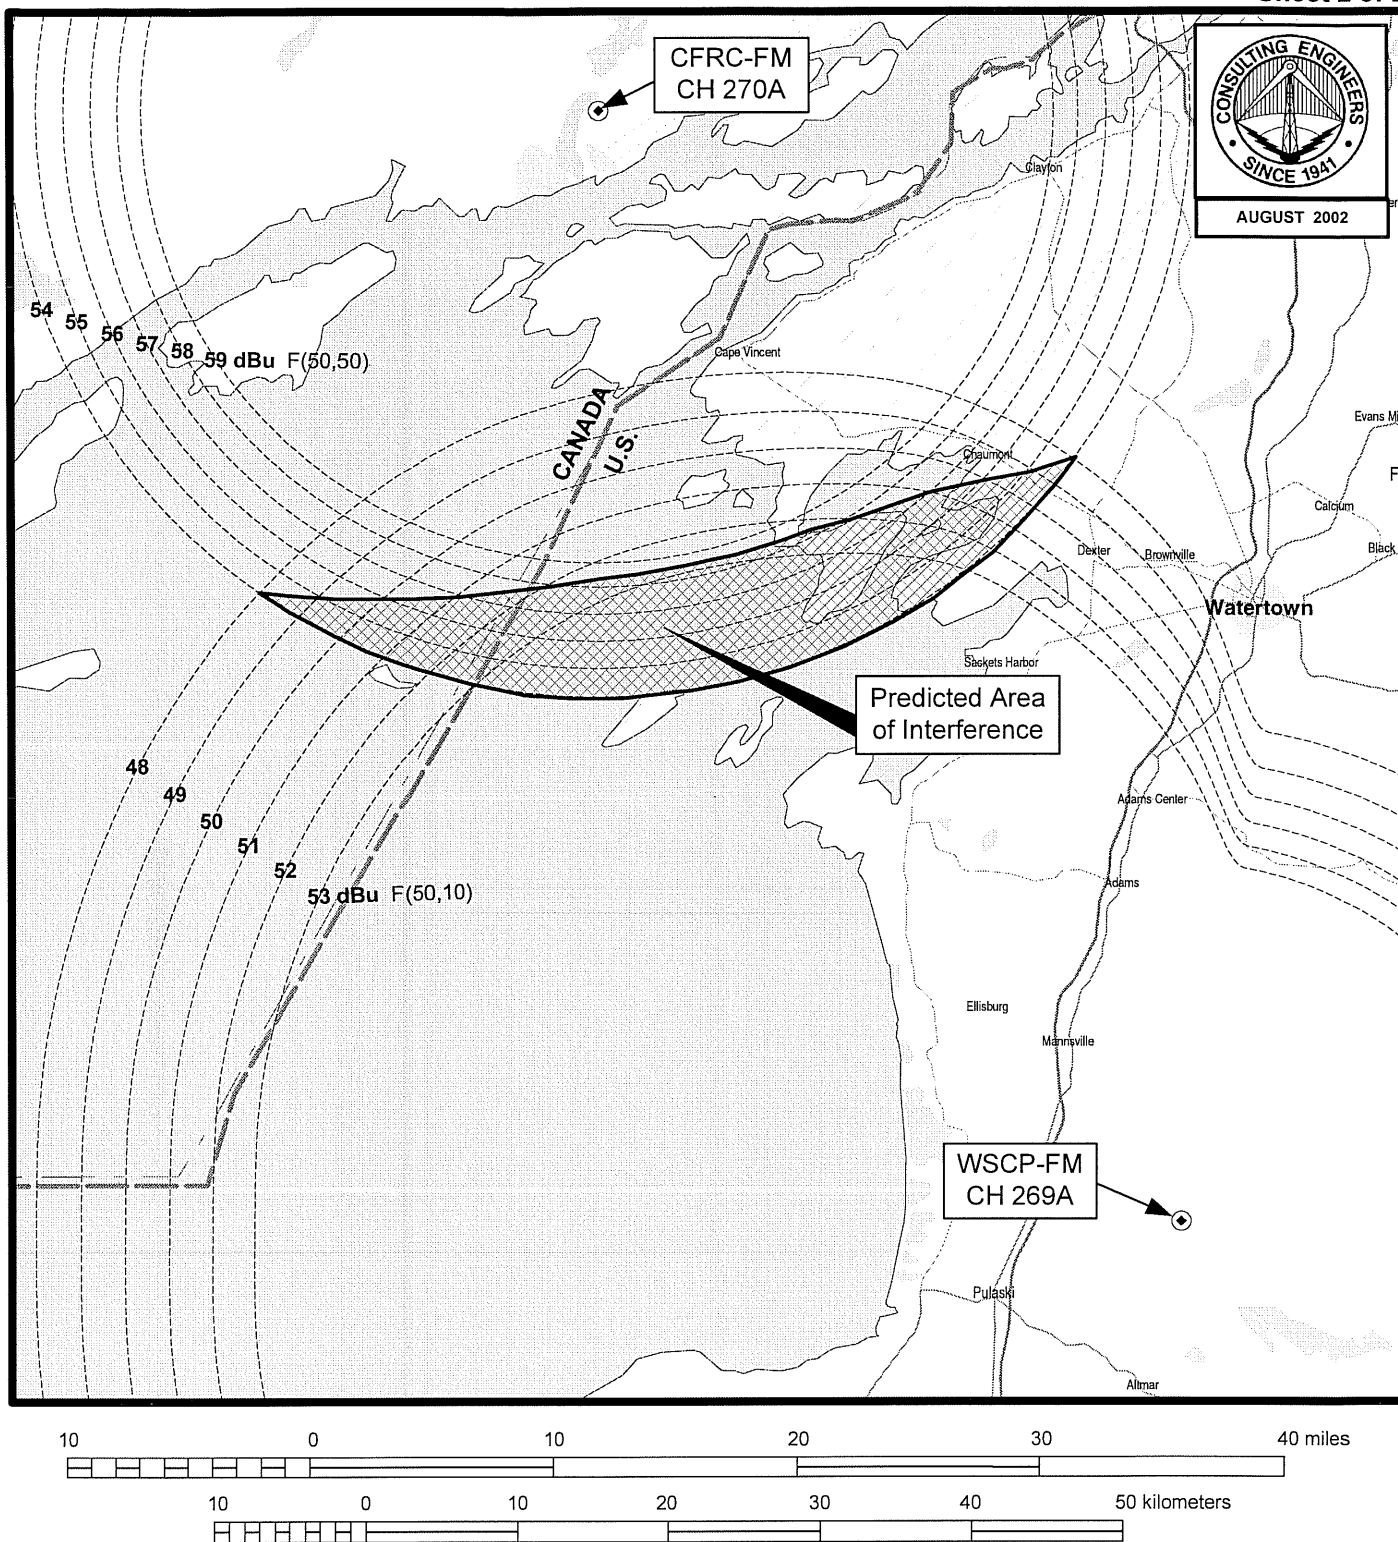 CFRC-FM
CH 270A
CONSULTING ENGINEERS
• SINCE 1941 •
AUGUST 2002
Clayton
54
55
56
57
58
59 dBu F(50,50)
Cape Vincent
CANADA
U.S.
Evans
Chaumont
Calcium
Dexter
Brownville
Black
Watertown
Sackets Harbor
Predicted Area
of Interference
48
49
50
51
52
53 dBu F(50,10)
Adams Center
Adams
Ellisburg
Mannsville
WSCP-FM
CH 269A
Pulaski
Altmar
10 0 10 20 30 40 miles
10 0 10 20 30 40 50 kilometers